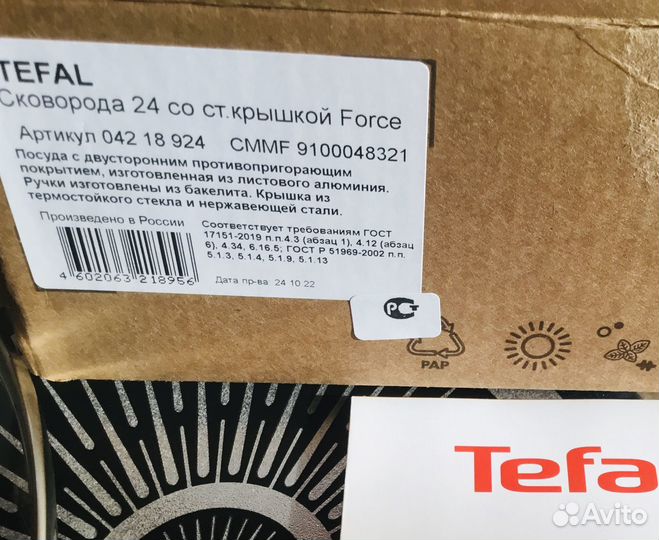 TEFAL
Сковорода 24 со ст.крышкой Force
Артикул 042 18 924 CMMF 9100048321
Посуда с двусторонним противопригорающим
покрытием, изготовленная из листового алюминия.
Ручки изготовлены из бакелита. Крышка из
термостойкого стекла и нержавеющей стали.
Произведено в России
Соответствует требованиям ГОСТ
17151-2019 п.п.4.3 (абзац 1), 4.12 (абзац
6), 4.34, 6.16.5; ГОСТ Р 51969-2002 п.п.
5.1.3, 5.1.4, 5.1.9, 5.1.13
4 602063 218956
Дата пр-ва 24.10.22
PAP
Tefa
Avito